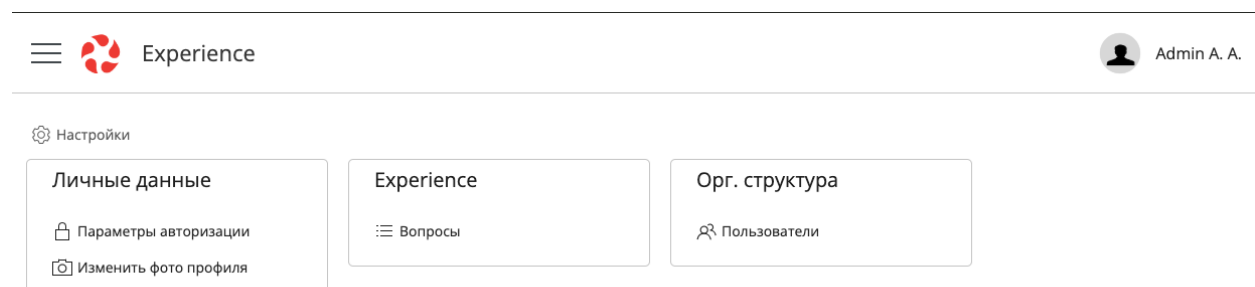 Experience
Admin A. A.
Настройки
Личные данные
Параметры авторизации
Изменить фото профиля
Experience
Вопросы
Орг. структура
Пользователи